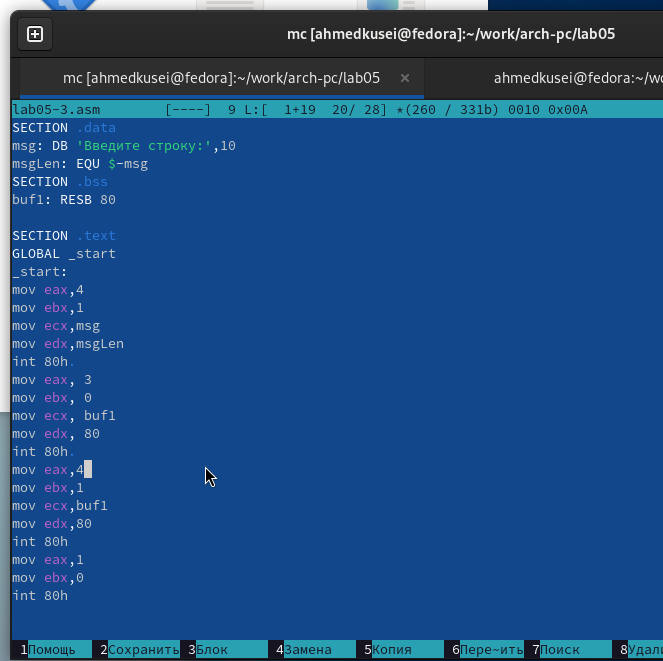 mc [ahmedkusei@fedora]:~/work/arch-pc/lab05
mc [ahmedkusei@fedora]:~/work/arch-pc/lab05 × ahmedkusei@fedora:~/wo
lab05-3.asm [----] 9 L:[ 1+19 20/ 28] *(260 / 331b) 0010 0x00A
SECTION .data
msg: DB 'Введите строку:',10
msgLen: EQU $-msg
SECTION .bss
buf1: RESB 80
SECTION .text
GLOBAL _start
_start:
mov eax,4
mov ebx,1
mov ecx,msg
mov edx,msgLen
int 80h.
mov eax, 3
mov ebx, 0
mov ecx, buf1
mov edx, 80
int 80h.
mov eax,4
mov ebx,1
mov ecx,buf1
mov edx,80
int 80h
mov eax,1
mov ebx,0
int 80h
1Помощь 2Сохранить 3Блок 4Замена 5Копия 6Пере~ить 7Поиск 8Удал